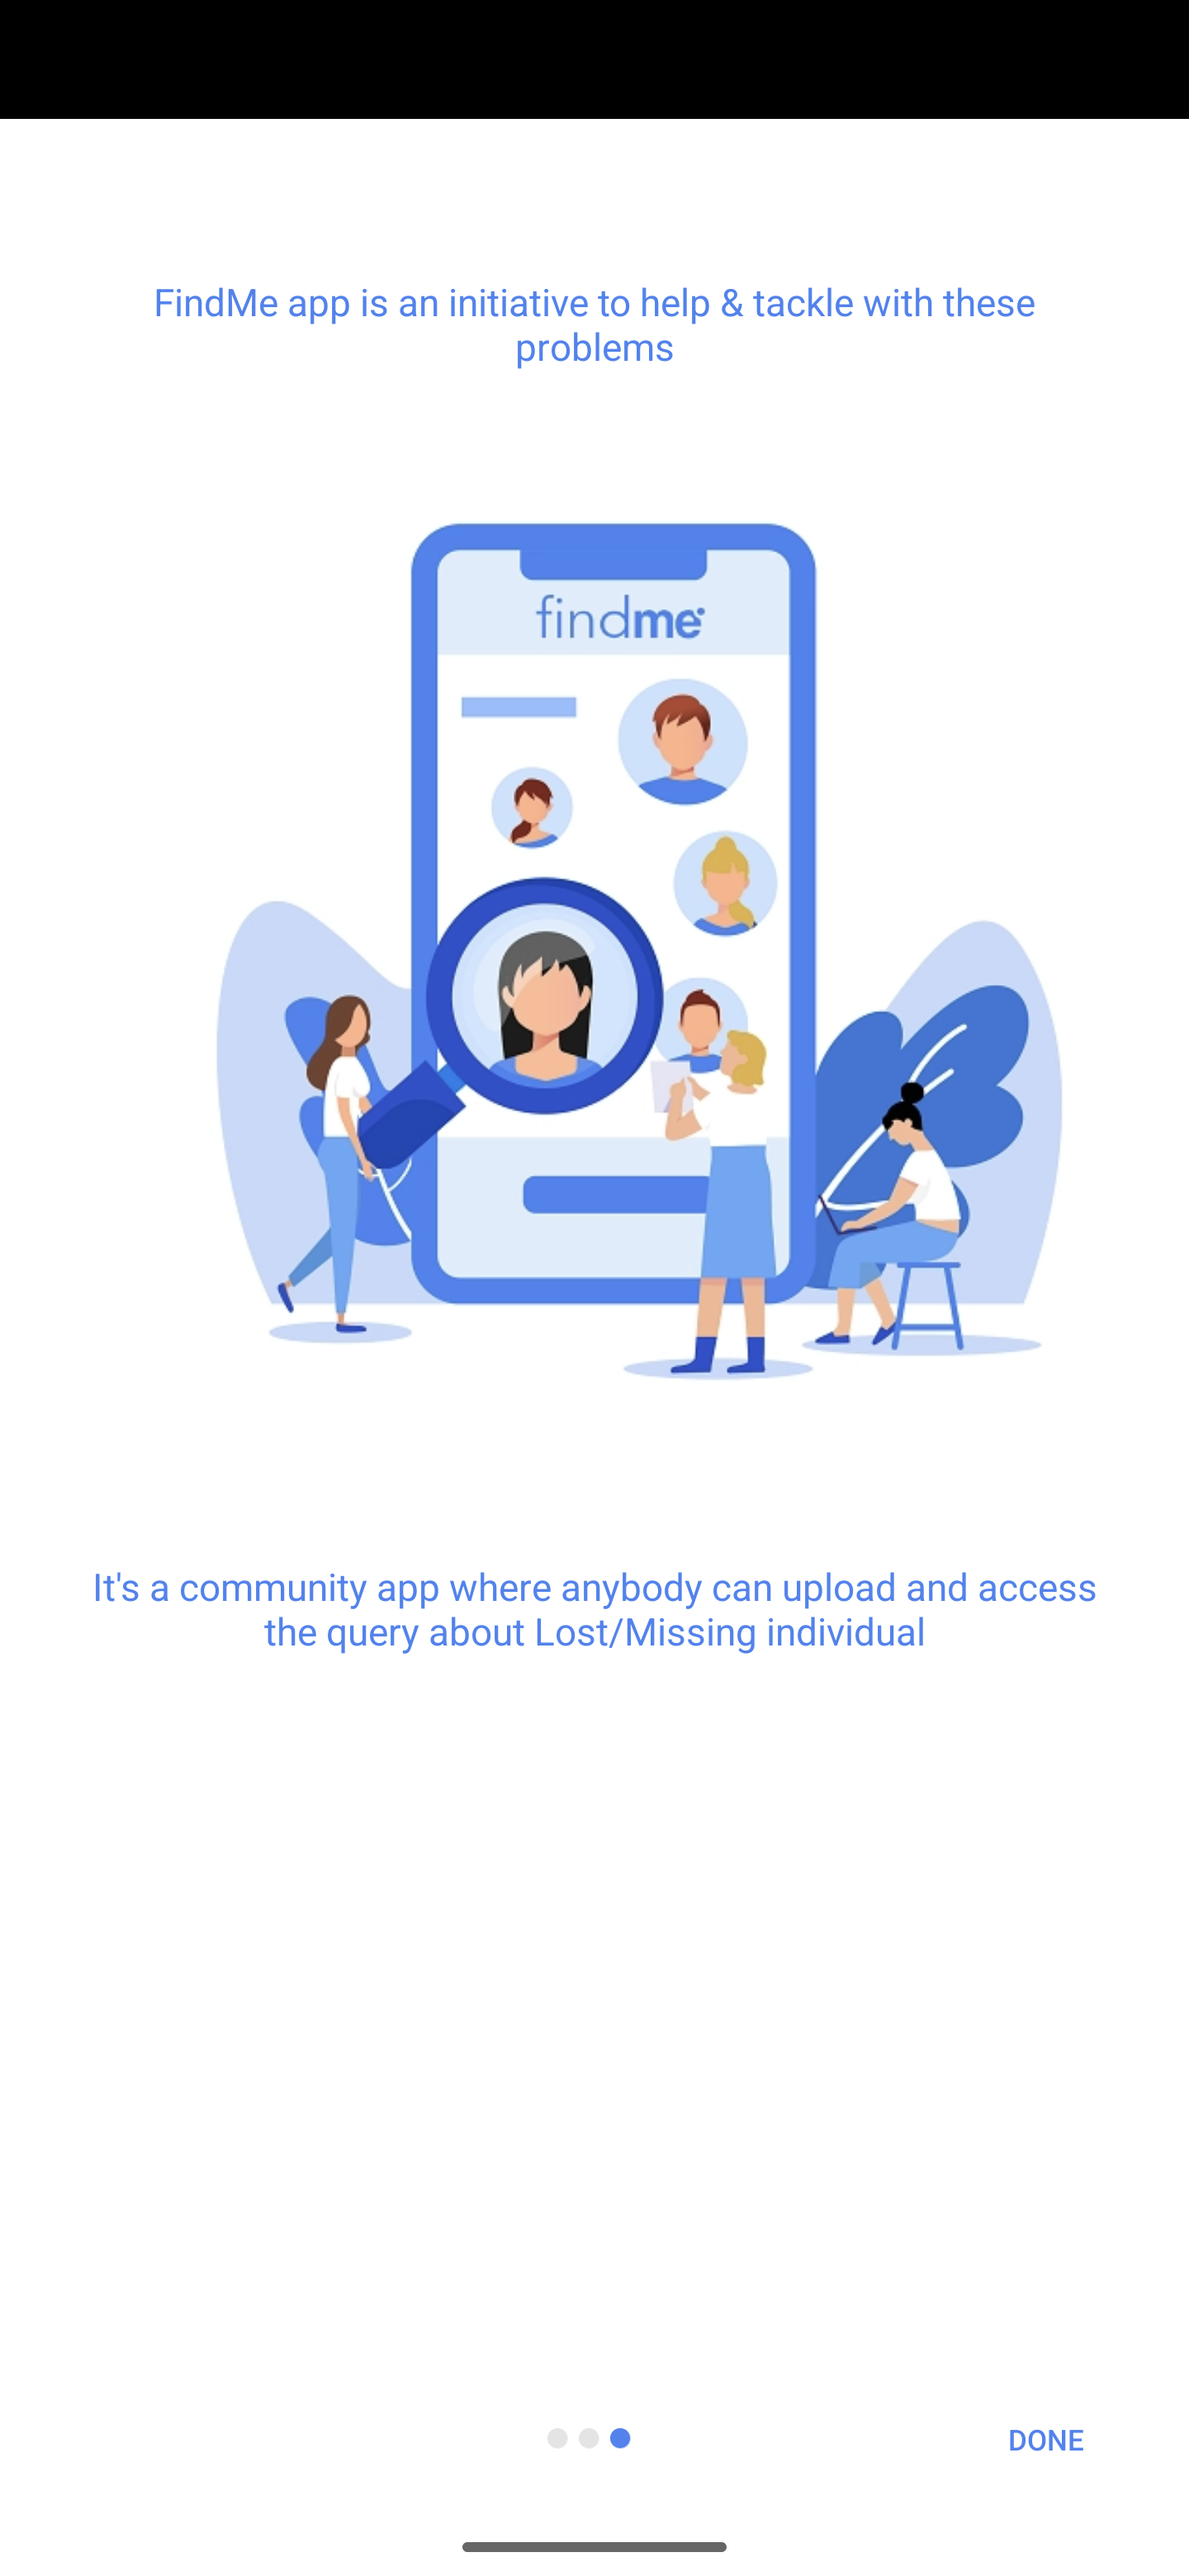 FindMe app is an initiative to help & tackle with these
problems
findme
It's a community app where anybody can upload and access
the query about Lost/Missing individual
DONE